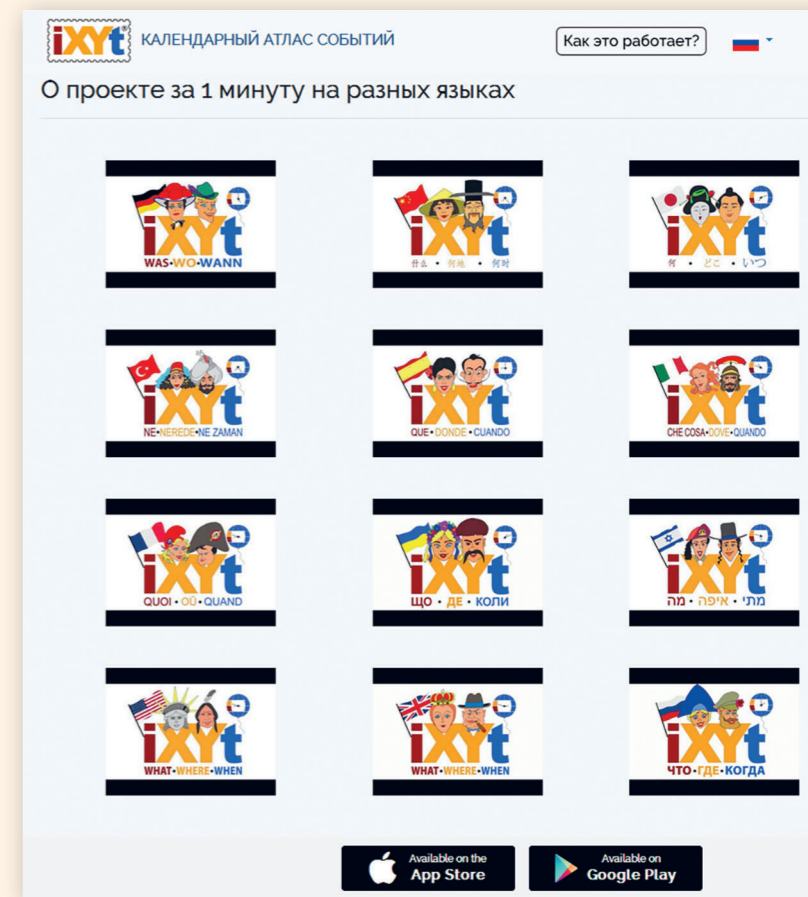 iXYt® КАЛЕНДАРНЫЙ АТЛАС СОБЫТИЙ Как это работает?
О проекте за 1 минуту на разных языках
iXYt
WAS•WO•WANN
iXYt
什么 • 何地 • 何时
iXYt
何 • どこ • いつ
iXYt
NE•NEREDE•NE ZAMAN
iXYt
QUE•DONDE•CUANDO
iXYt
CHE COSA•DOVE•QUANDO
iXYt
QUOI • OÙ • QUAND
iXYt
ЩО • ДЕ • КОЛИ
iXYt
מה • איפה • מתי
iXYt
WHAT•WHERE•WHEN
iXYt
WHAT•WHERE•WHEN
iXYt
ЧТО•ГДЕ•КОГДА
Available on the
App Store
Available on
Google Play